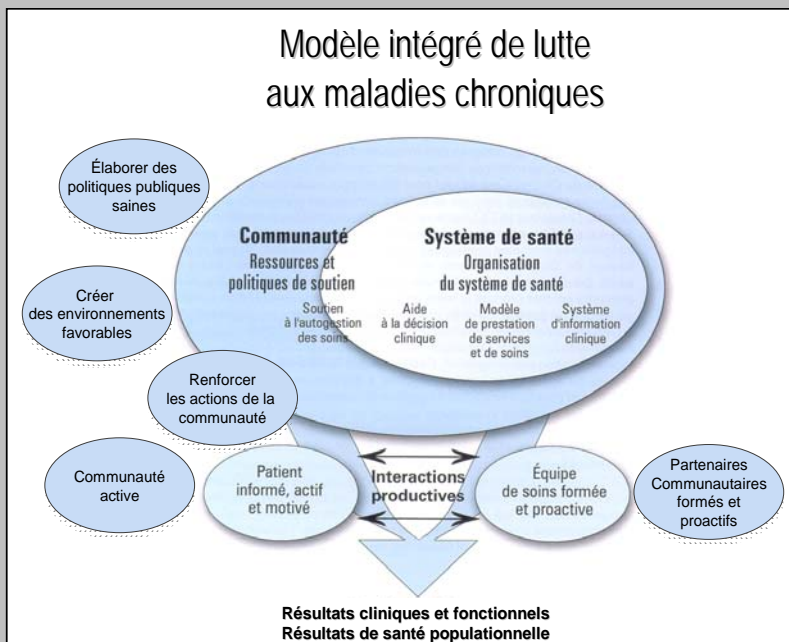 Modèle intégré de lutte
aux maladies chroniques
Élaborer des
politiques publiques
saines
Communauté
Ressources et
politiques de soutien
Système de santé
Organisation
du système de santé
Soutien
à l'autogestion
des soins
Aide
à la décision
clinique
Modèle
de prestation
de services
et de soins
Système
d'information
clinique
Créer
des environnements
favorables
Renforcer
les actions de la
communauté
Communauté
active
Patient
informé, actif
et motivé
Interactions
productives
Équipe
de soins formée
et proactive
Partenaires
Communautaires
formés et
proactifs
Résultats cliniques et fonctionnels
Résultats de santé populationnelle